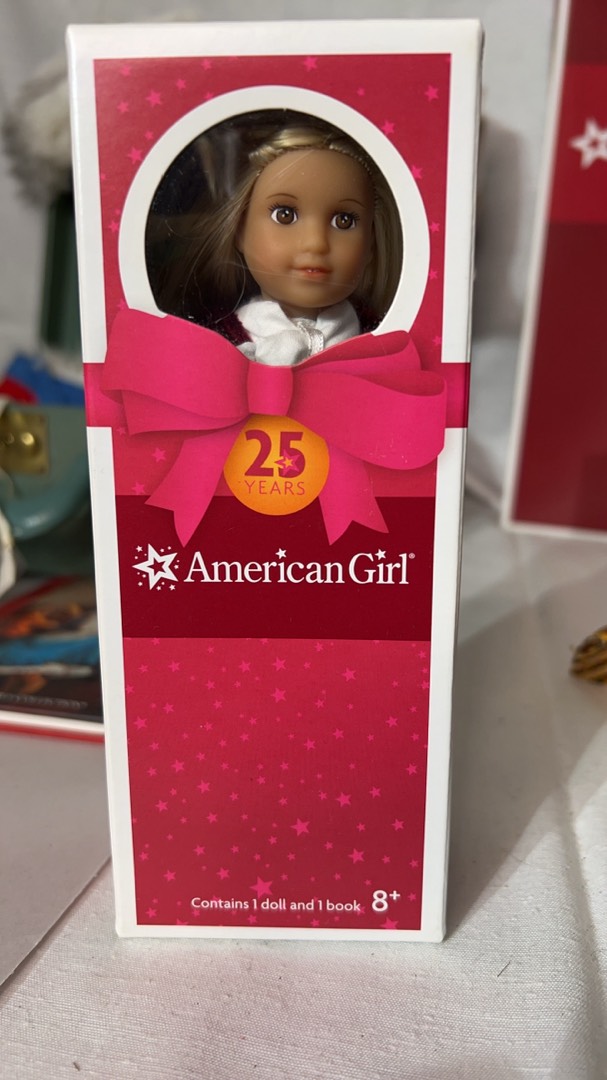 25
YEARS
American Girl®
Contains 1 doll and 1 book 8+